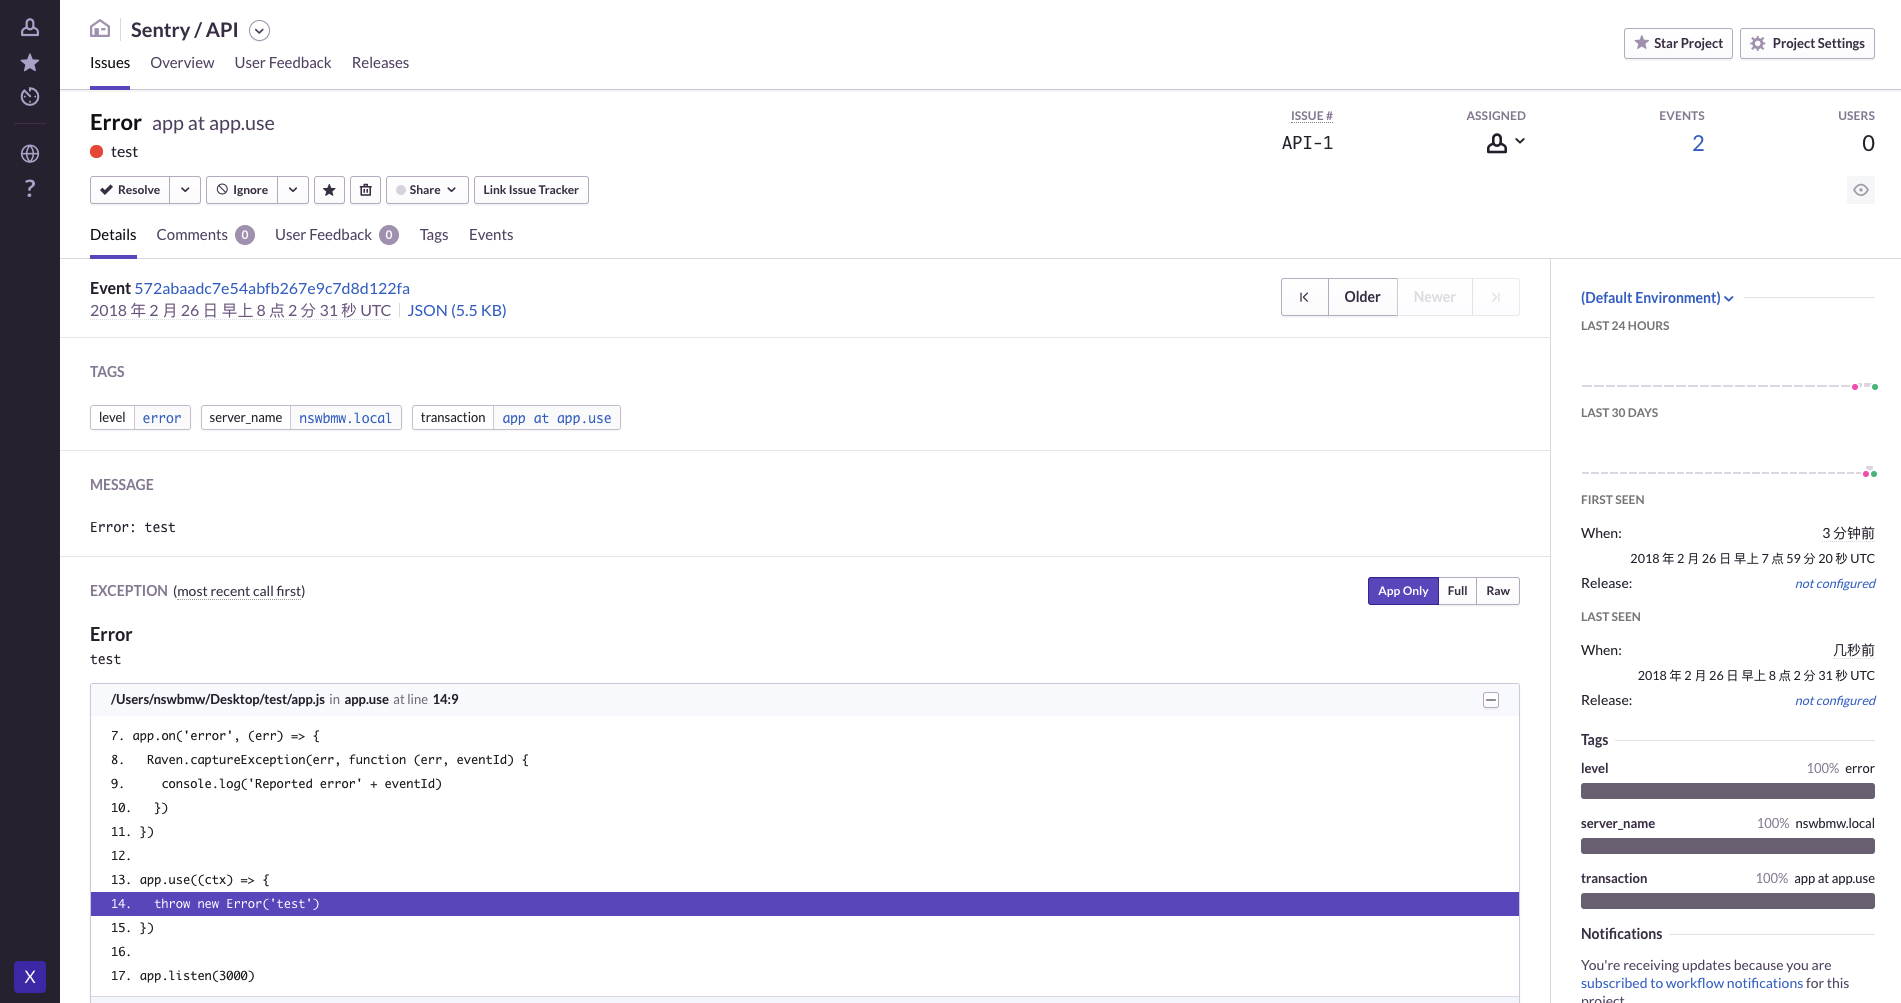 Sentry / API
Star Project
Project Settings
Issues Overview User Feedback Releases
Error app at app.use
test
ISSUE #
API-1
ASSIGNED
EVENTS
2
USERS
0
Resolve
Ignore
Share
Link Issue Tracker
Details Comments 0 User Feedback 0 Tags Events
Event 572abaadc7e54abfb267e9c7d8d122fa
2018 年 2 月 26 日 早上 8 点 2 分 31 秒 UTC JSON (5.5 KB)
Older
Newer
TAGS
level error server_name nswbmw.local transaction app at app.use
MESSAGE
Error: test
EXCEPTION (most recent call first)
App Only Full Raw
Error
test
/Users/nswbmw/Desktop/test/app.js in app.use at line 14:9
7. app.on('error', (err) => {
8.   Raven.captureException(err, function (err, eventId) {
9.     console.log('Reported error' + eventId)
10.   })
11. })
12.
13. app.use((ctx) => {
14.   throw new Error('test')
15. })
16.
17. app.listen(3000)
(Default Environment)
LAST 24 HOURS
LAST 30 DAYS
FIRST SEEN
When: 3 分钟前
2018 年 2 月 26 日 早上 7 点 59 分 20 秒 UTC
Release: not configured
LAST SEEN
When: 几秒前
2018 年 2 月 26 日 早上 8 点 2 分 31 秒 UTC
Release: not configured
Tags
level 100% error
server_name 100% nswbmw.local
transaction 100% app at app.use
Notifications
You're receiving updates because you are
subscribed to workflow notifications for this
project
?
X